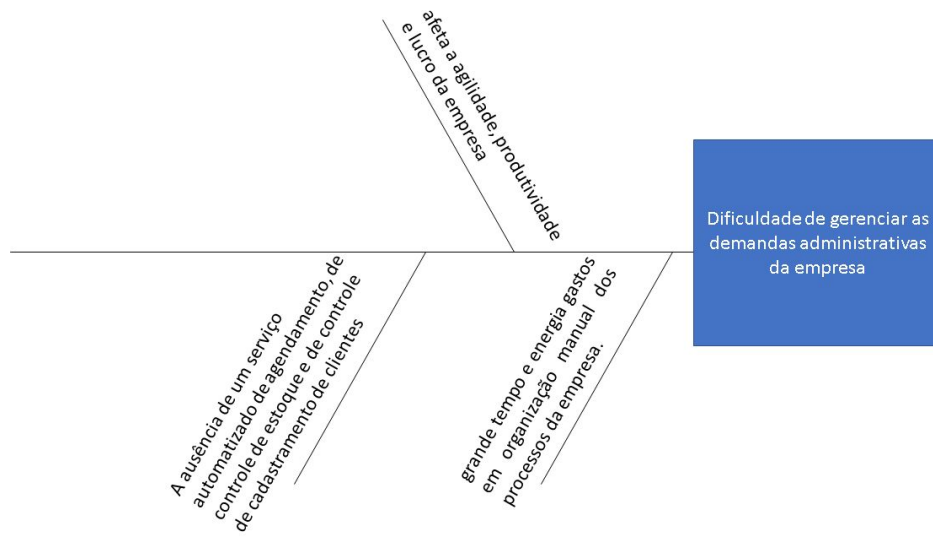 afeta a agilidade, produtividade
e lucro da empresa
Dificuldade de gerenciar as
demandas administrativas
da empresa
A ausência de um serviço
automatizado de agendamento, de
controle de estoque e de controle
de cadastramento de clientes
grande tempo e energia gastos
em organização manual dos
processos da empresa.